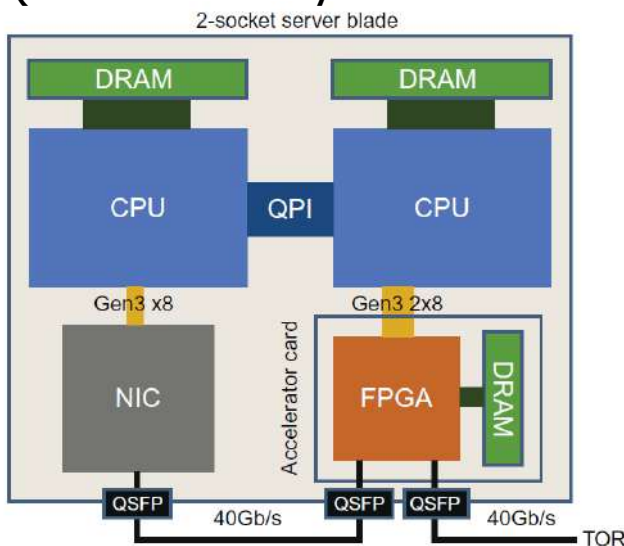 2-socket server blade
DRAM
DRAM
CPU
QPI
CPU
Gen3 x8
Gen3 2x8
Accelerator card
NIC
FPGA
DRAM
QSFP
QSFP
QSFP
40Gb/s
40Gb/s
TOR